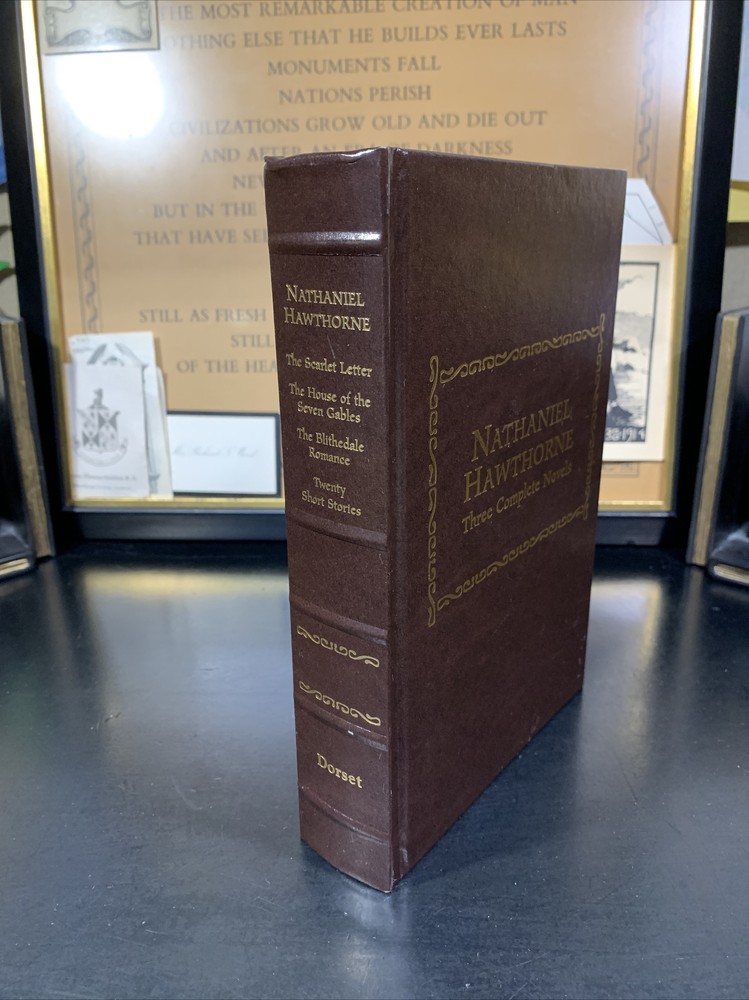 THE MOST REMARKABLE CREATION OF MAN
NOTHING ELSE THAT HE BUILDS EVER LASTS
MONUMENTS FALL
NATIONS PERISH
CIVILIZATIONS GROW OLD AND DIE OUT
AND AFTER AN DARKNESS
BUT IN THE
THAT HAVE
STILL AS FRESH
STILL
OF THE
NATHANIEL
HAWTHORNE
The Scarlet Letter
The House of the
Seven Gables
The Blithedale
Romance
Twenty
Short Stories
Dorset
NATHANIEL
HAWTHORNE
Three Complete Novels